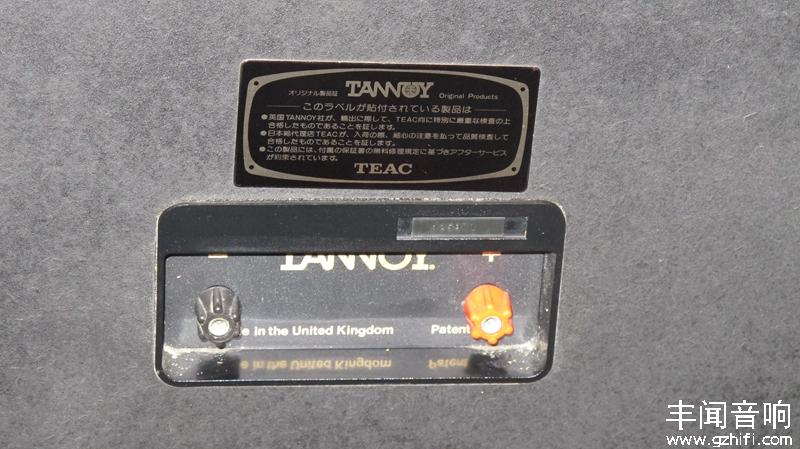 オリジナル製品証 TANNOY Original Products
このラベルが貼付されている製品は
●英国TANNOY社が、輸出に際して、TEAC向に特別に厳重な検査の上
合格したものであることを証します。
●日本総代理店TEACが、入荷の際、細心の注意を払って品質検査して
合格したものであることを証します。
●この製品には、付属の保証書の無料修理規定に基づきアフターサービス
が約束されています。
TEAC
− TANNOY. +
e in the United Kingdom Patent
丰闻音响
www.gzhifi.com